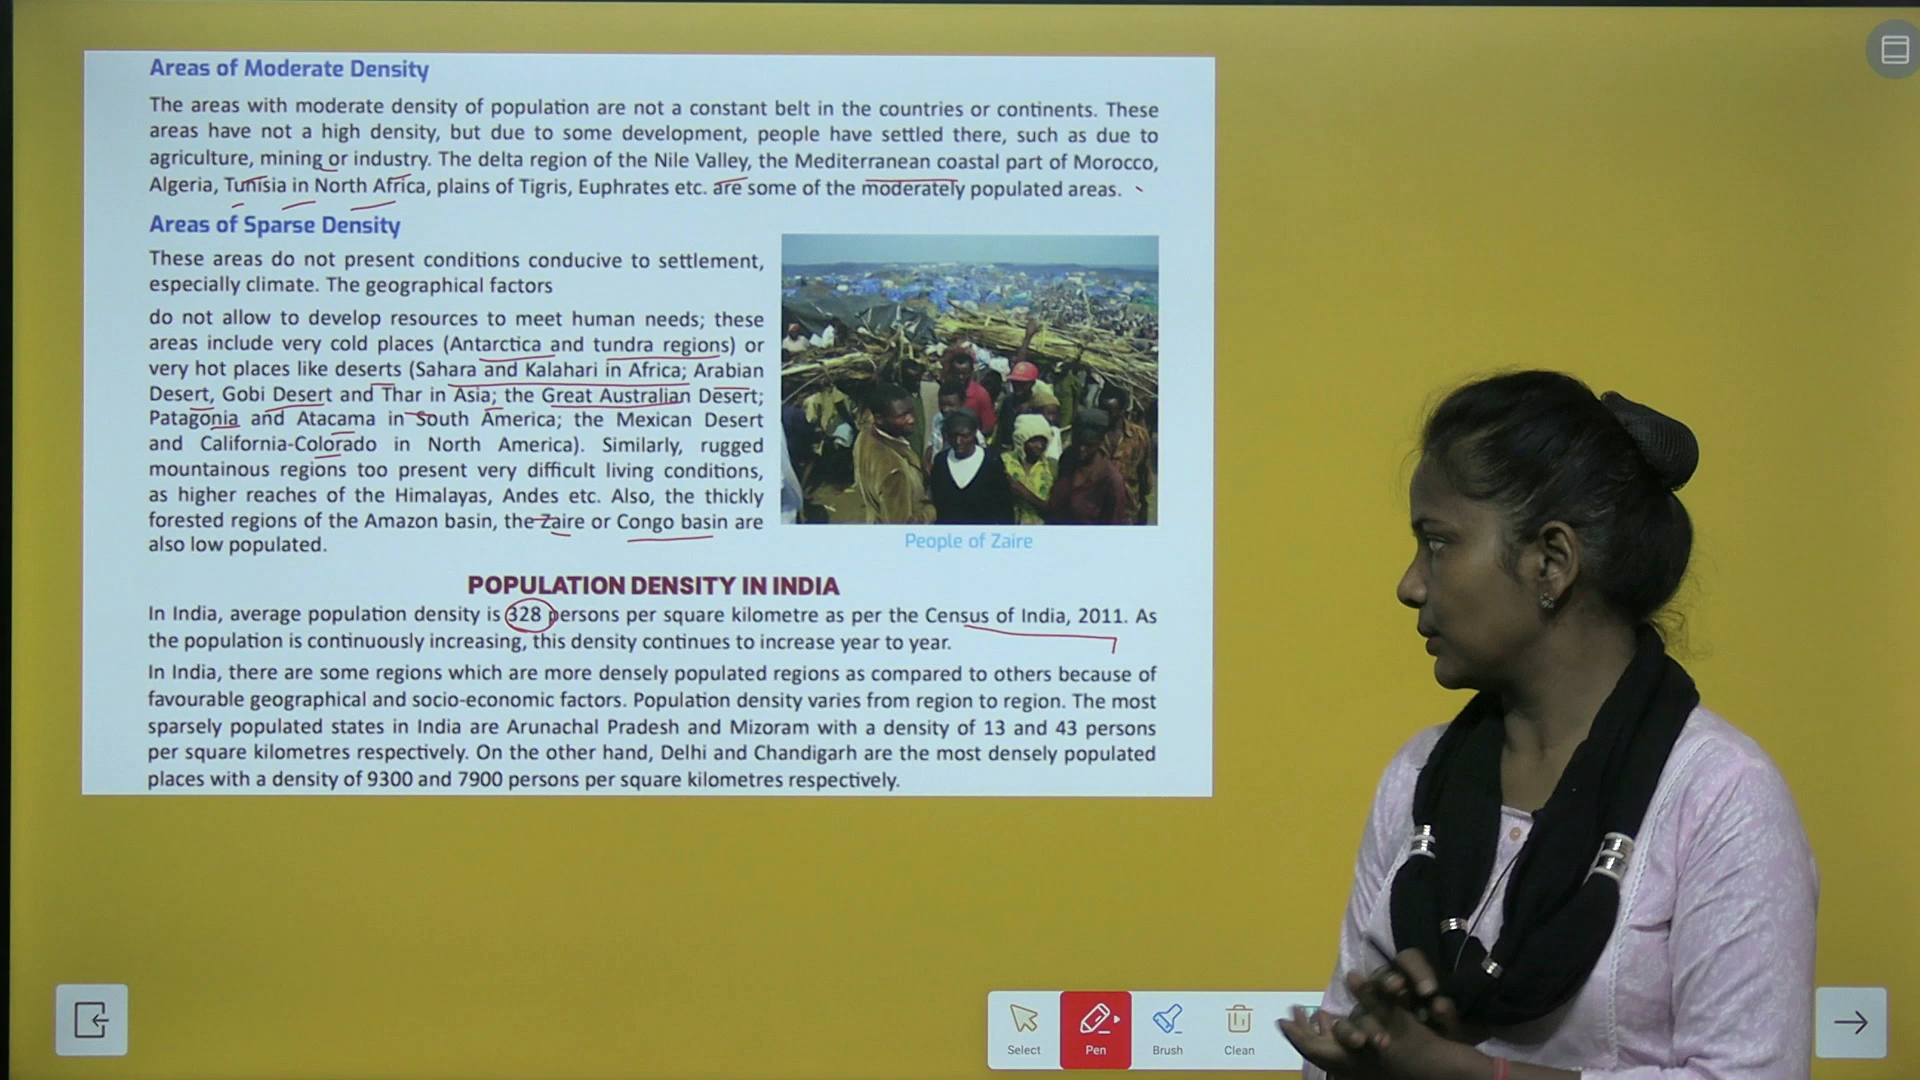 Areas of Moderate Density
The areas with moderate density of population are not a constant belt in the countries or continents. These
areas have not a high density, but due to some development, people have settled there, such as due to
agriculture, mining or industry. The delta region of the Nile Valley, the Mediterranean coastal part of Morocco,
Algeria, Tunisia in North Africa, plains of Tigris, Euphrates etc. are some of the moderately populated areas.
Areas of Sparse Density
These areas do not present conditions conducive to settlement,
especially climate. The geographical factors
do not allow to develop resources to meet human needs; these
areas include very cold places (Antarctica and tundra regions) or
very hot places like deserts (Sahara and Kalahari in Africa; Arabian
Desert, Gobi Desert and Thar in Asia; the Great Australian Desert;
Patagonia and Atacama in South America; the Mexican Desert
and California-Colorado in North America). Similarly, rugged
mountainous regions too present very difficult living conditions,
as higher reaches of the Himalayas, Andes etc. Also, the thickly
forested regions of the Amazon basin, the Zaire or Congo basin are
also low populated.
People of Zaire
POPULATION DENSITY IN INDIA
In India, average population density is 328 persons per square kilometre as per the Census of India, 2011. As
the population is continuously increasing, this density continues to increase year to year.
In India, there are some regions which are more densely populated regions as compared to others because of
favourable geographical and socio-economic factors. Population density varies from region to region. The most
sparsely populated states in India are Arunachal Pradesh and Mizoram with a density of 13 and 43 persons
per square kilometres respectively. On the other hand, Delhi and Chandigarh are the most densely populated
places with a density of 9300 and 7900 persons per square kilometres respectively.
Select Pen Brush Clean